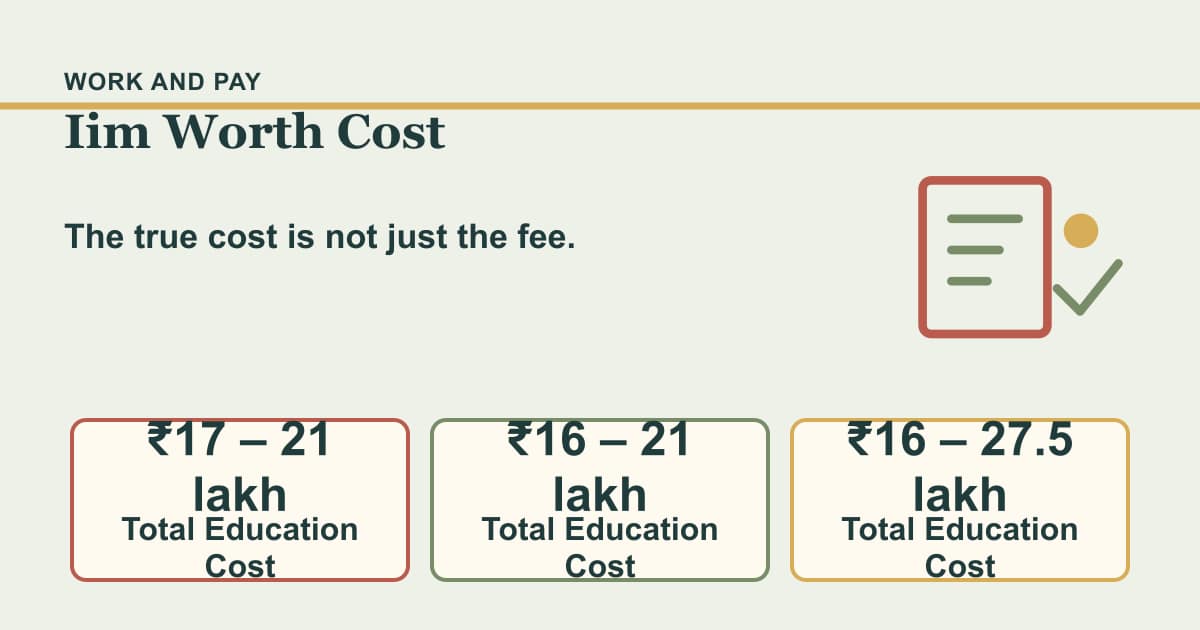 WORK AND PAY
Iim Worth Cost
The true cost is not just the fee.
₹17 – 21
lakh
Total Education
Cost
₹16 – 21
lakh
Total Education
Cost
₹16 – 27.5
lakh
Total Education
Cost